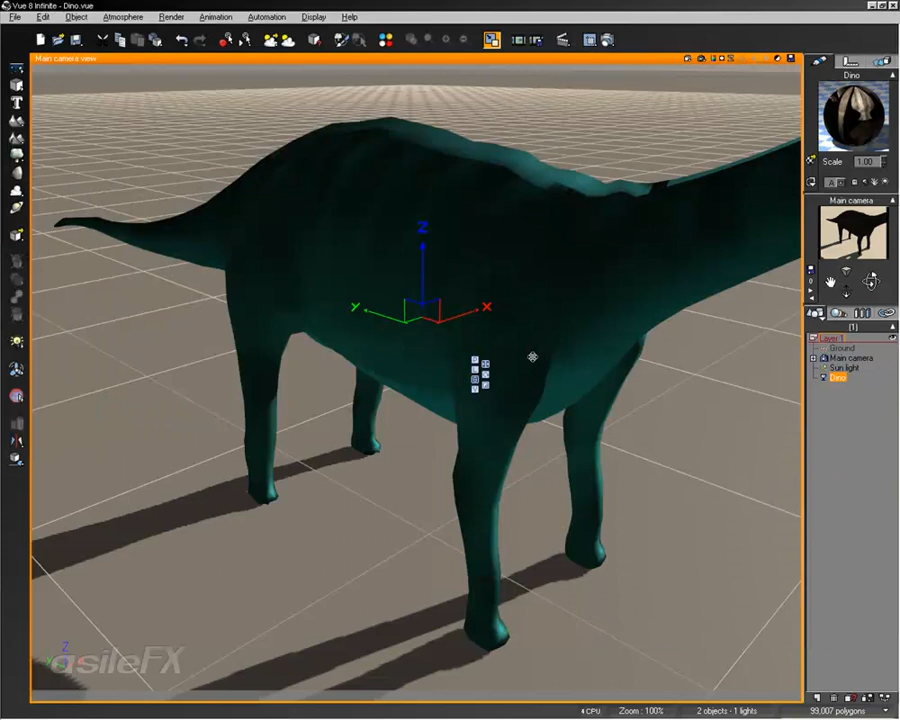 Vue 8 Infinite - Dino.vue
File Edit Object Atmosphere Render Animation Automation Display Help
Main camera view
Dino
Scale 1.00
Main camera
Z
Y X
(1)
Layer 1
Ground
Main camera
Sun light
Dino
Z
asileFX
CPU Zoom : 100% 2 objects - 1 lights 99,007 polygons